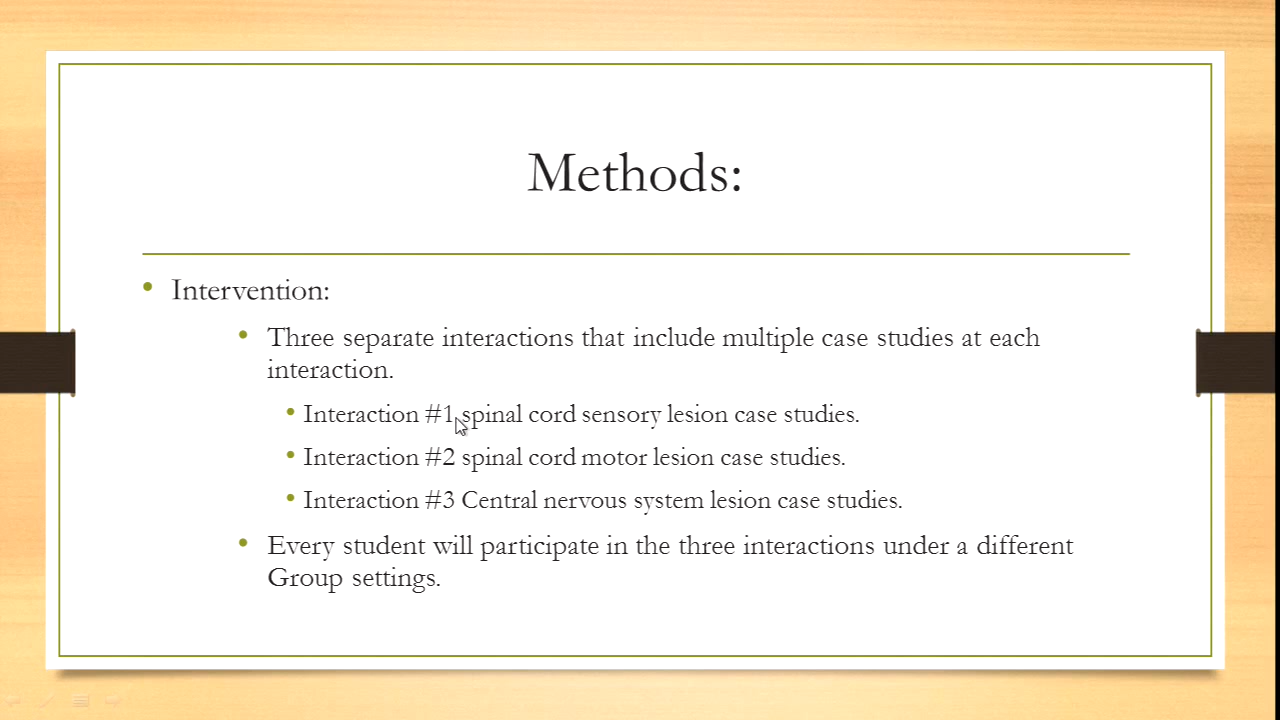 Methods:
• Intervention:
• Three separate interactions that include multiple case studies at each
interaction.
• Interaction #1 spinal cord sensory lesion case studies.
• Interaction #2 spinal cord motor lesion case studies.
• Interaction #3 Central nervous system lesion case studies.
• Every student will participate in the three interactions under a different
Group settings.